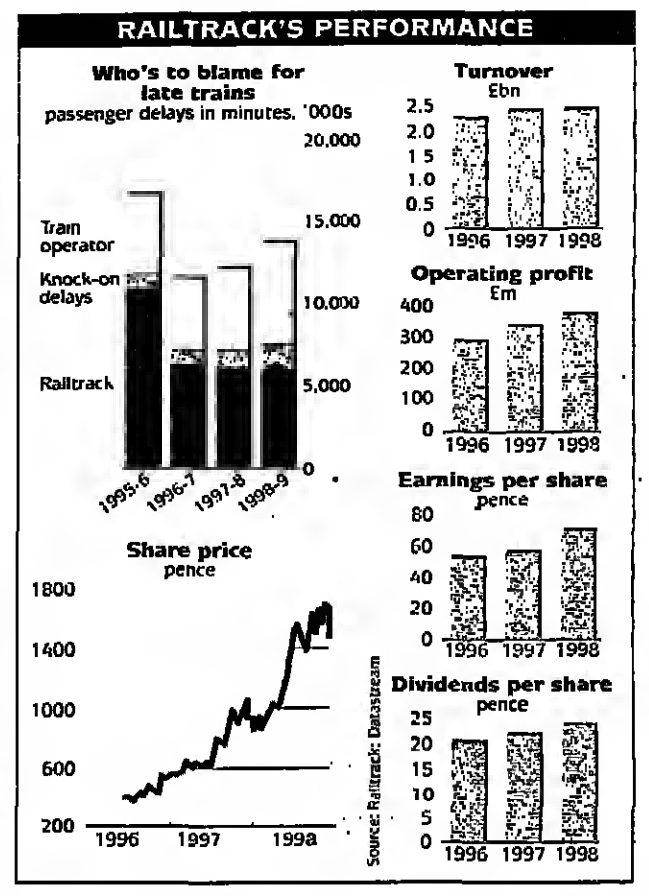 RAILTRACK'S PERFORMANCE
Who's to blame for
late trains
passenger delays in minutes, '000s
20,000
15,000
10,000
5,000
0
Train
operator
Knock-on
delays
Railtrack
1995-6
1996-7
1997-8
1998-9
Share price
pence
1800
1400
1000
600
200
1996
1997
1998
Turnover
£bn
2.5
2.0
1.5
1.0
0.5
0
1996
1997
1998
Operating profit
£m
400
300
200
100
0
1996
1997
1998
Earnings per share
pence
80
60
40
20
0
1996
1997
1998
Dividends per share
pence
25
20
15
10
5
0
1996
1997
1998
Source: Railtrack: Datastream